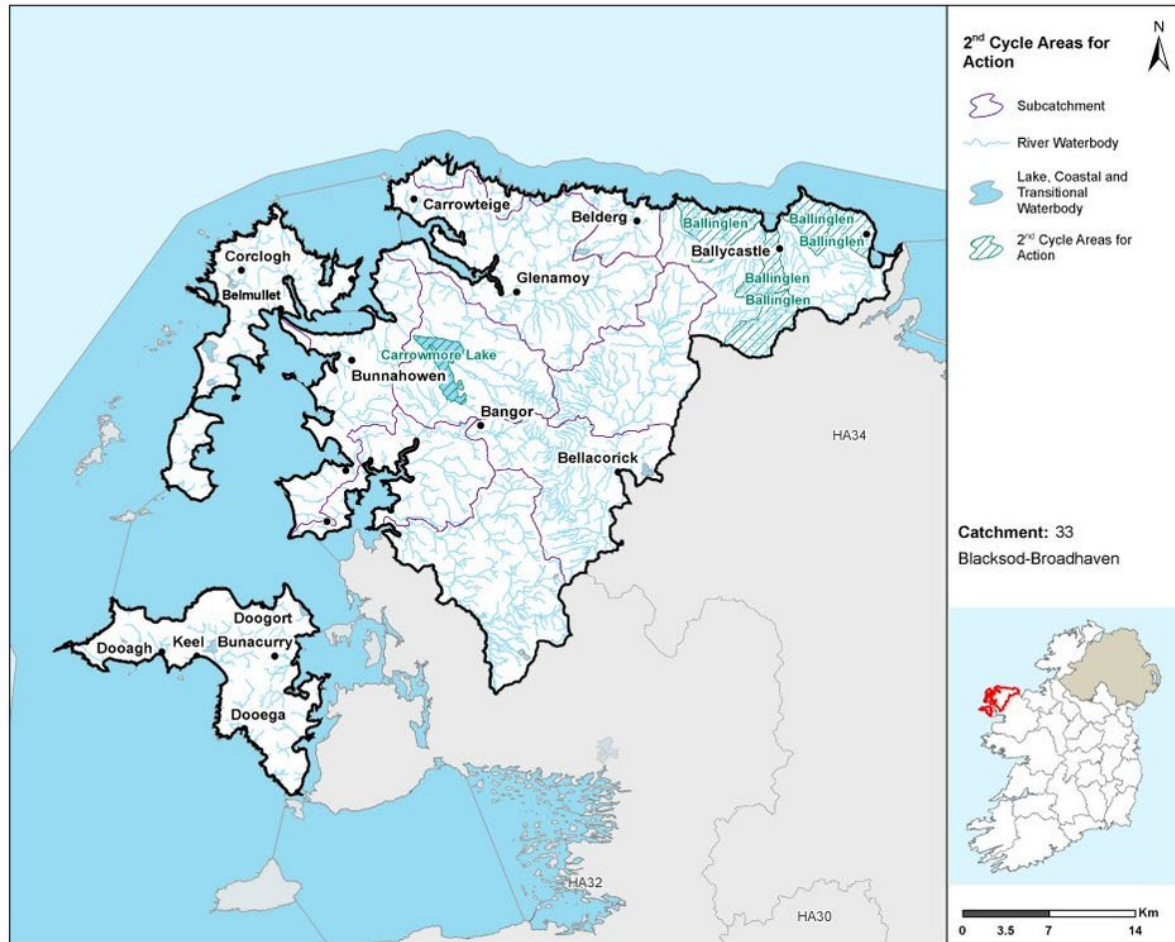 Carrowteige
Belderg
Ballinglen
Ballinglen
Ballinglen
Ballycastle
Corclogh
Glenamoy
Ballinglen
Belmullet
Ballinglen
Carrowmore Lake
Bunnahowen
Bangor
HA34
Bellacorick
Doogort
Dooagh
Keel
Bunacurry
Dooega
HA32
HA30
2nd Cycle Areas for
Action
N
Subcatchment
River Waterbody
Lake, Coastal and
Transitional
Waterbody
2nd Cycle Areas for
Action
Catchment: 33
Blacksod-Broadhaven
Km
0 3.5 7 14